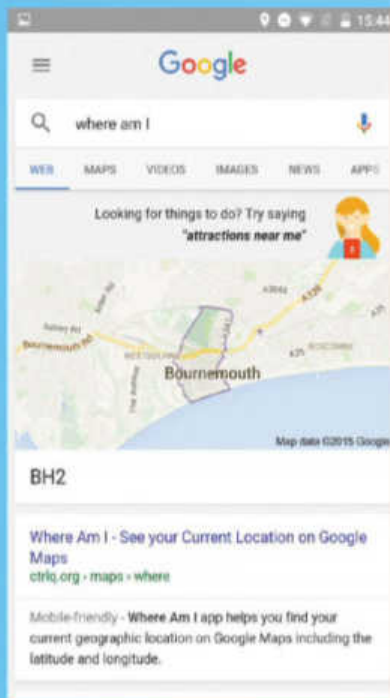 15:44
Google
where am I
WEB MAPS VIDEOS IMAGES NEWS APPS
Looking for things to do? Try saying
"attractions near me"
A338
Bournemouth Rd
A35
BOSCOMBE
WESTBOURNE
A35
Bournemouth
Map data ©2015 Google
BH2
Where Am I - See your Current Location on Google
Maps
ctrlq.org › maps › where
Mobile-friendly - Where Am I app helps you find your
current geographic location on Google Maps including the
latitude and longitude.